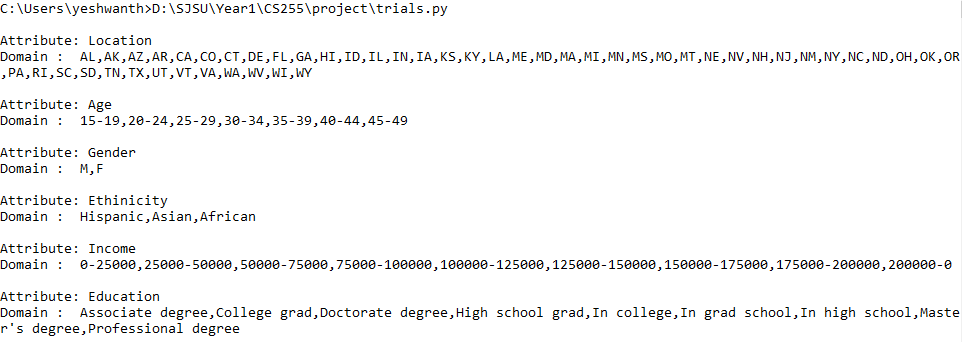 C:\Users\yeshwanth>D:\SJSU\Year1\CS255\project\trials.py
Attribute: Location
Domain :  AL,AK,AZ,AR,CA,CO,CT,DE,FL,GA,HI,ID,IL,IN,IA,KS,KY,LA,ME,MD,MA,MI,MN,MS,MO,MT,NE,NV,NH,NJ,NM,NY,NC,ND,OH,OK,OR
,PA,RI,SC,SD,TN,TX,UT,VT,VA,WA,WV,WI,WY
Attribute: Age
Domain :  15-19,20-24,25-29,30-34,35-39,40-44,45-49
Attribute: Gender
Domain :  M,F
Attribute: Ethinicity
Domain :  Hispanic,Asian,African
Attribute: Income
Domain :  0-25000,25000-50000,50000-75000,75000-100000,100000-125000,125000-150000,150000-175000,175000-200000,200000-0
Attribute: Education
Domain :  Associate degree,College grad,Doctorate degree,High school grad,In college,In grad school,In high school,Maste
r's degree,Professional degree